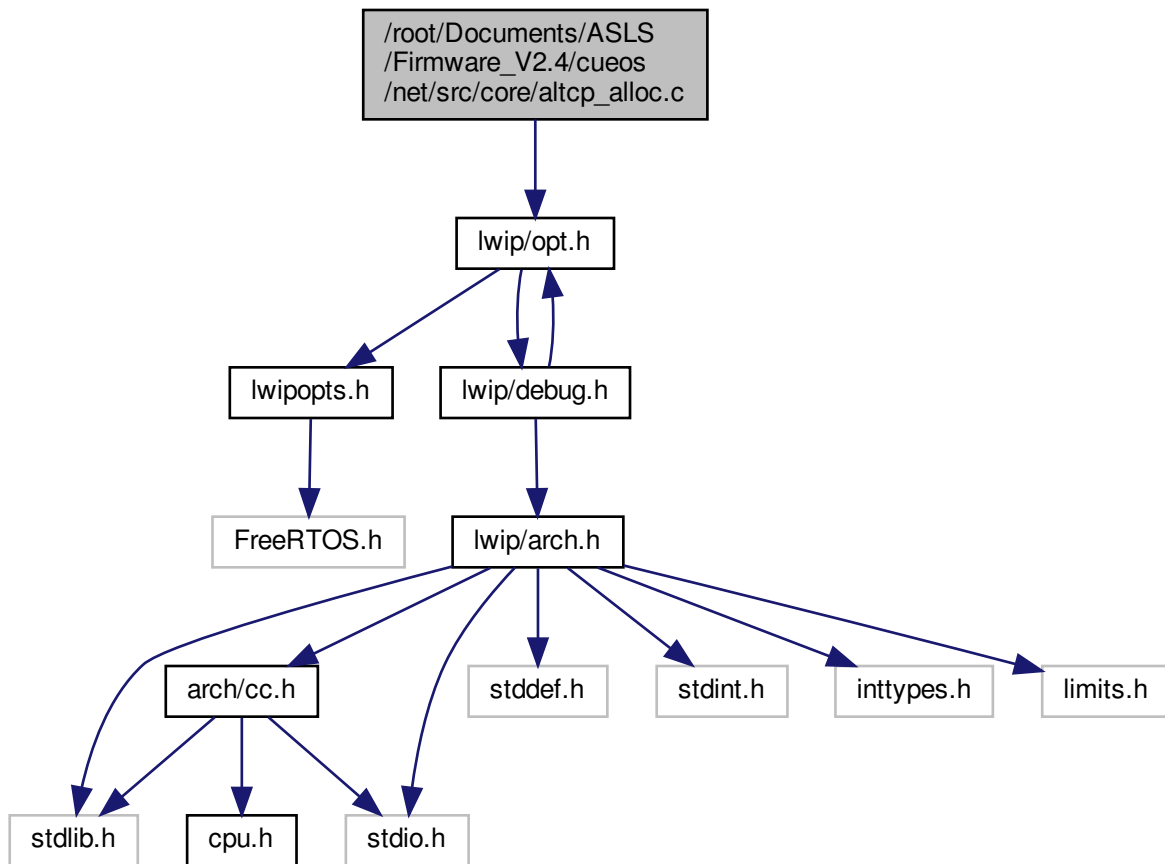 /root/Documents/ASLS
/Firmware_V2.4/cueos
/net/src/core/altcp_alloc.c
lwip/opt.h
lwipopts.h
lwip/debug.h
FreeRTOS.h
lwip/arch.h
arch/cc.h
stddef.h
stdint.h
inttypes.h
limits.h
stdlib.h
cpu.h
stdio.h